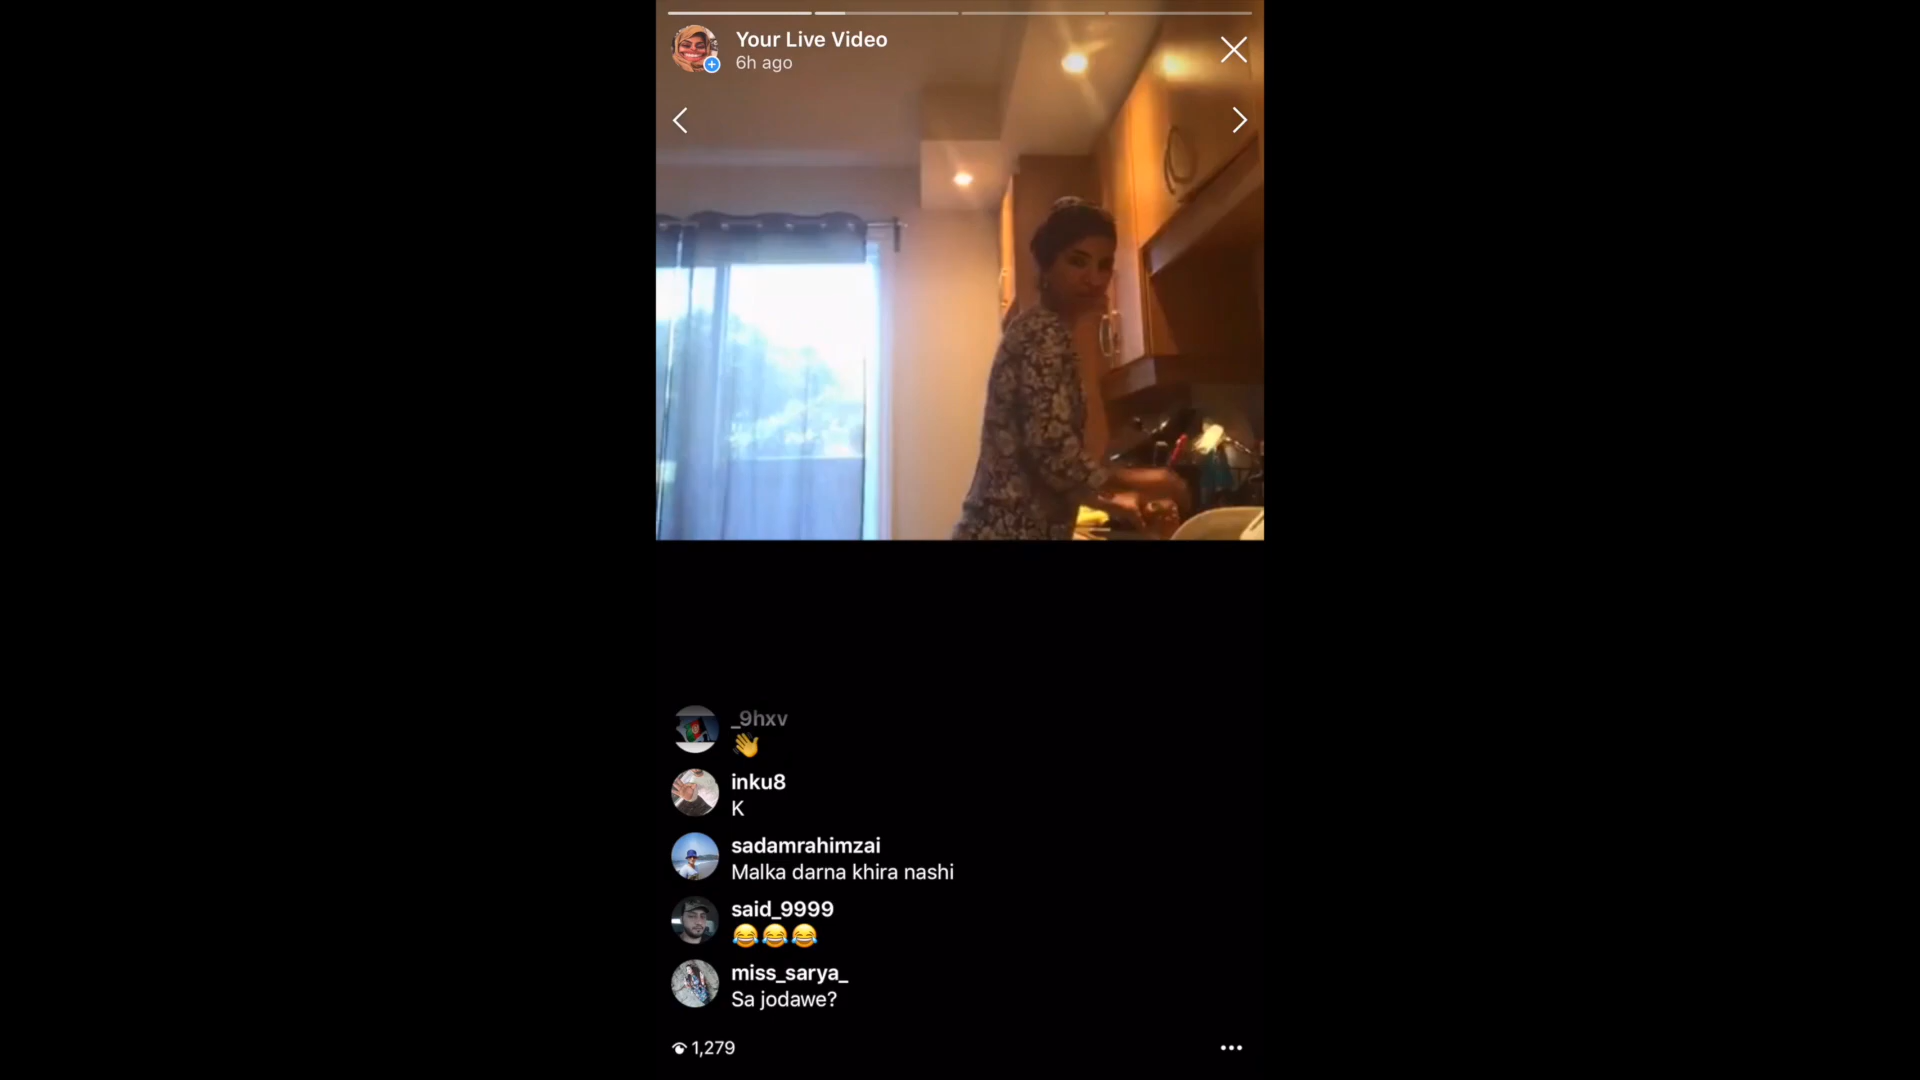 Your Live Video
6h ago
_9hxv
👋
inku8
K
sadamrahimzai
Malka darna khira nashi
said_9999
😂😂😂
miss_sarya_
Sa jodawe?
1,279